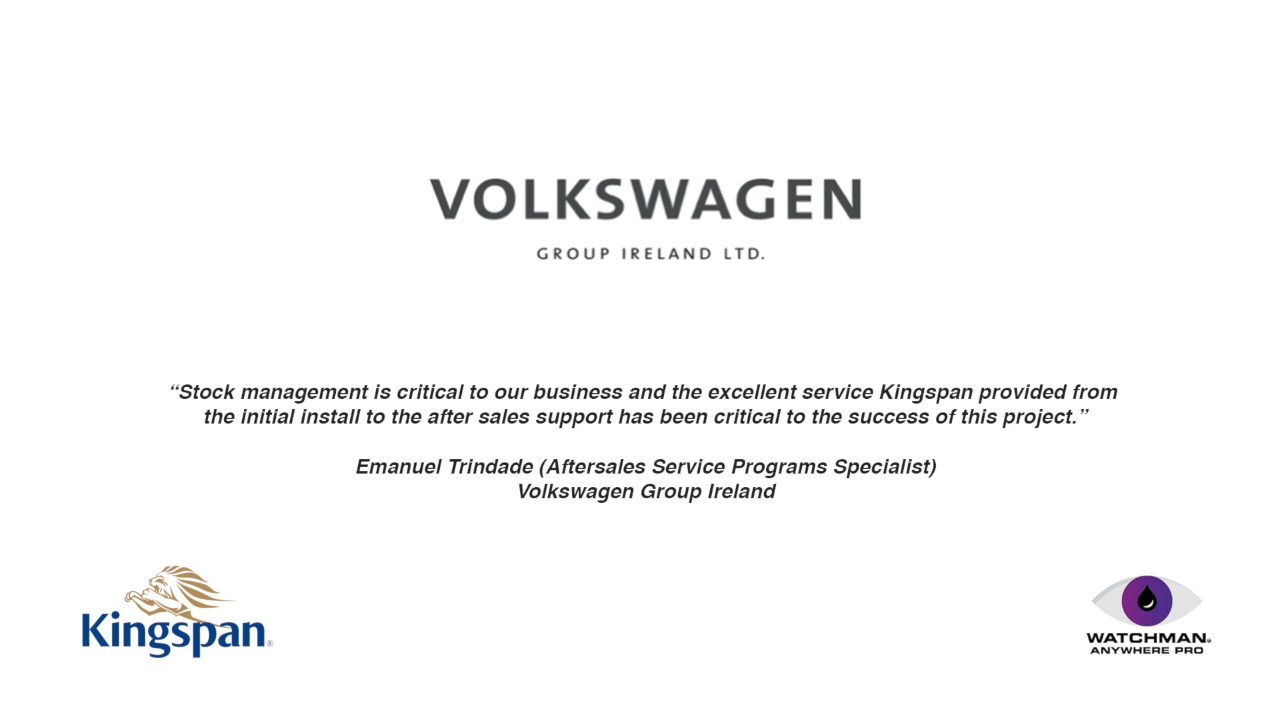 VOLKSWAGEN
GROUP IRELAND LTD.
“Stock management is critical to our business and the excellent service Kingspan provided from
the initial install to the after sales support has been critical to the success of this project.”
Emanuel Trindade (Aftersales Service Programs Specialist)
Volkswagen Group Ireland
Kingspan®
WATCHMAN®
ANYWHERE PRO